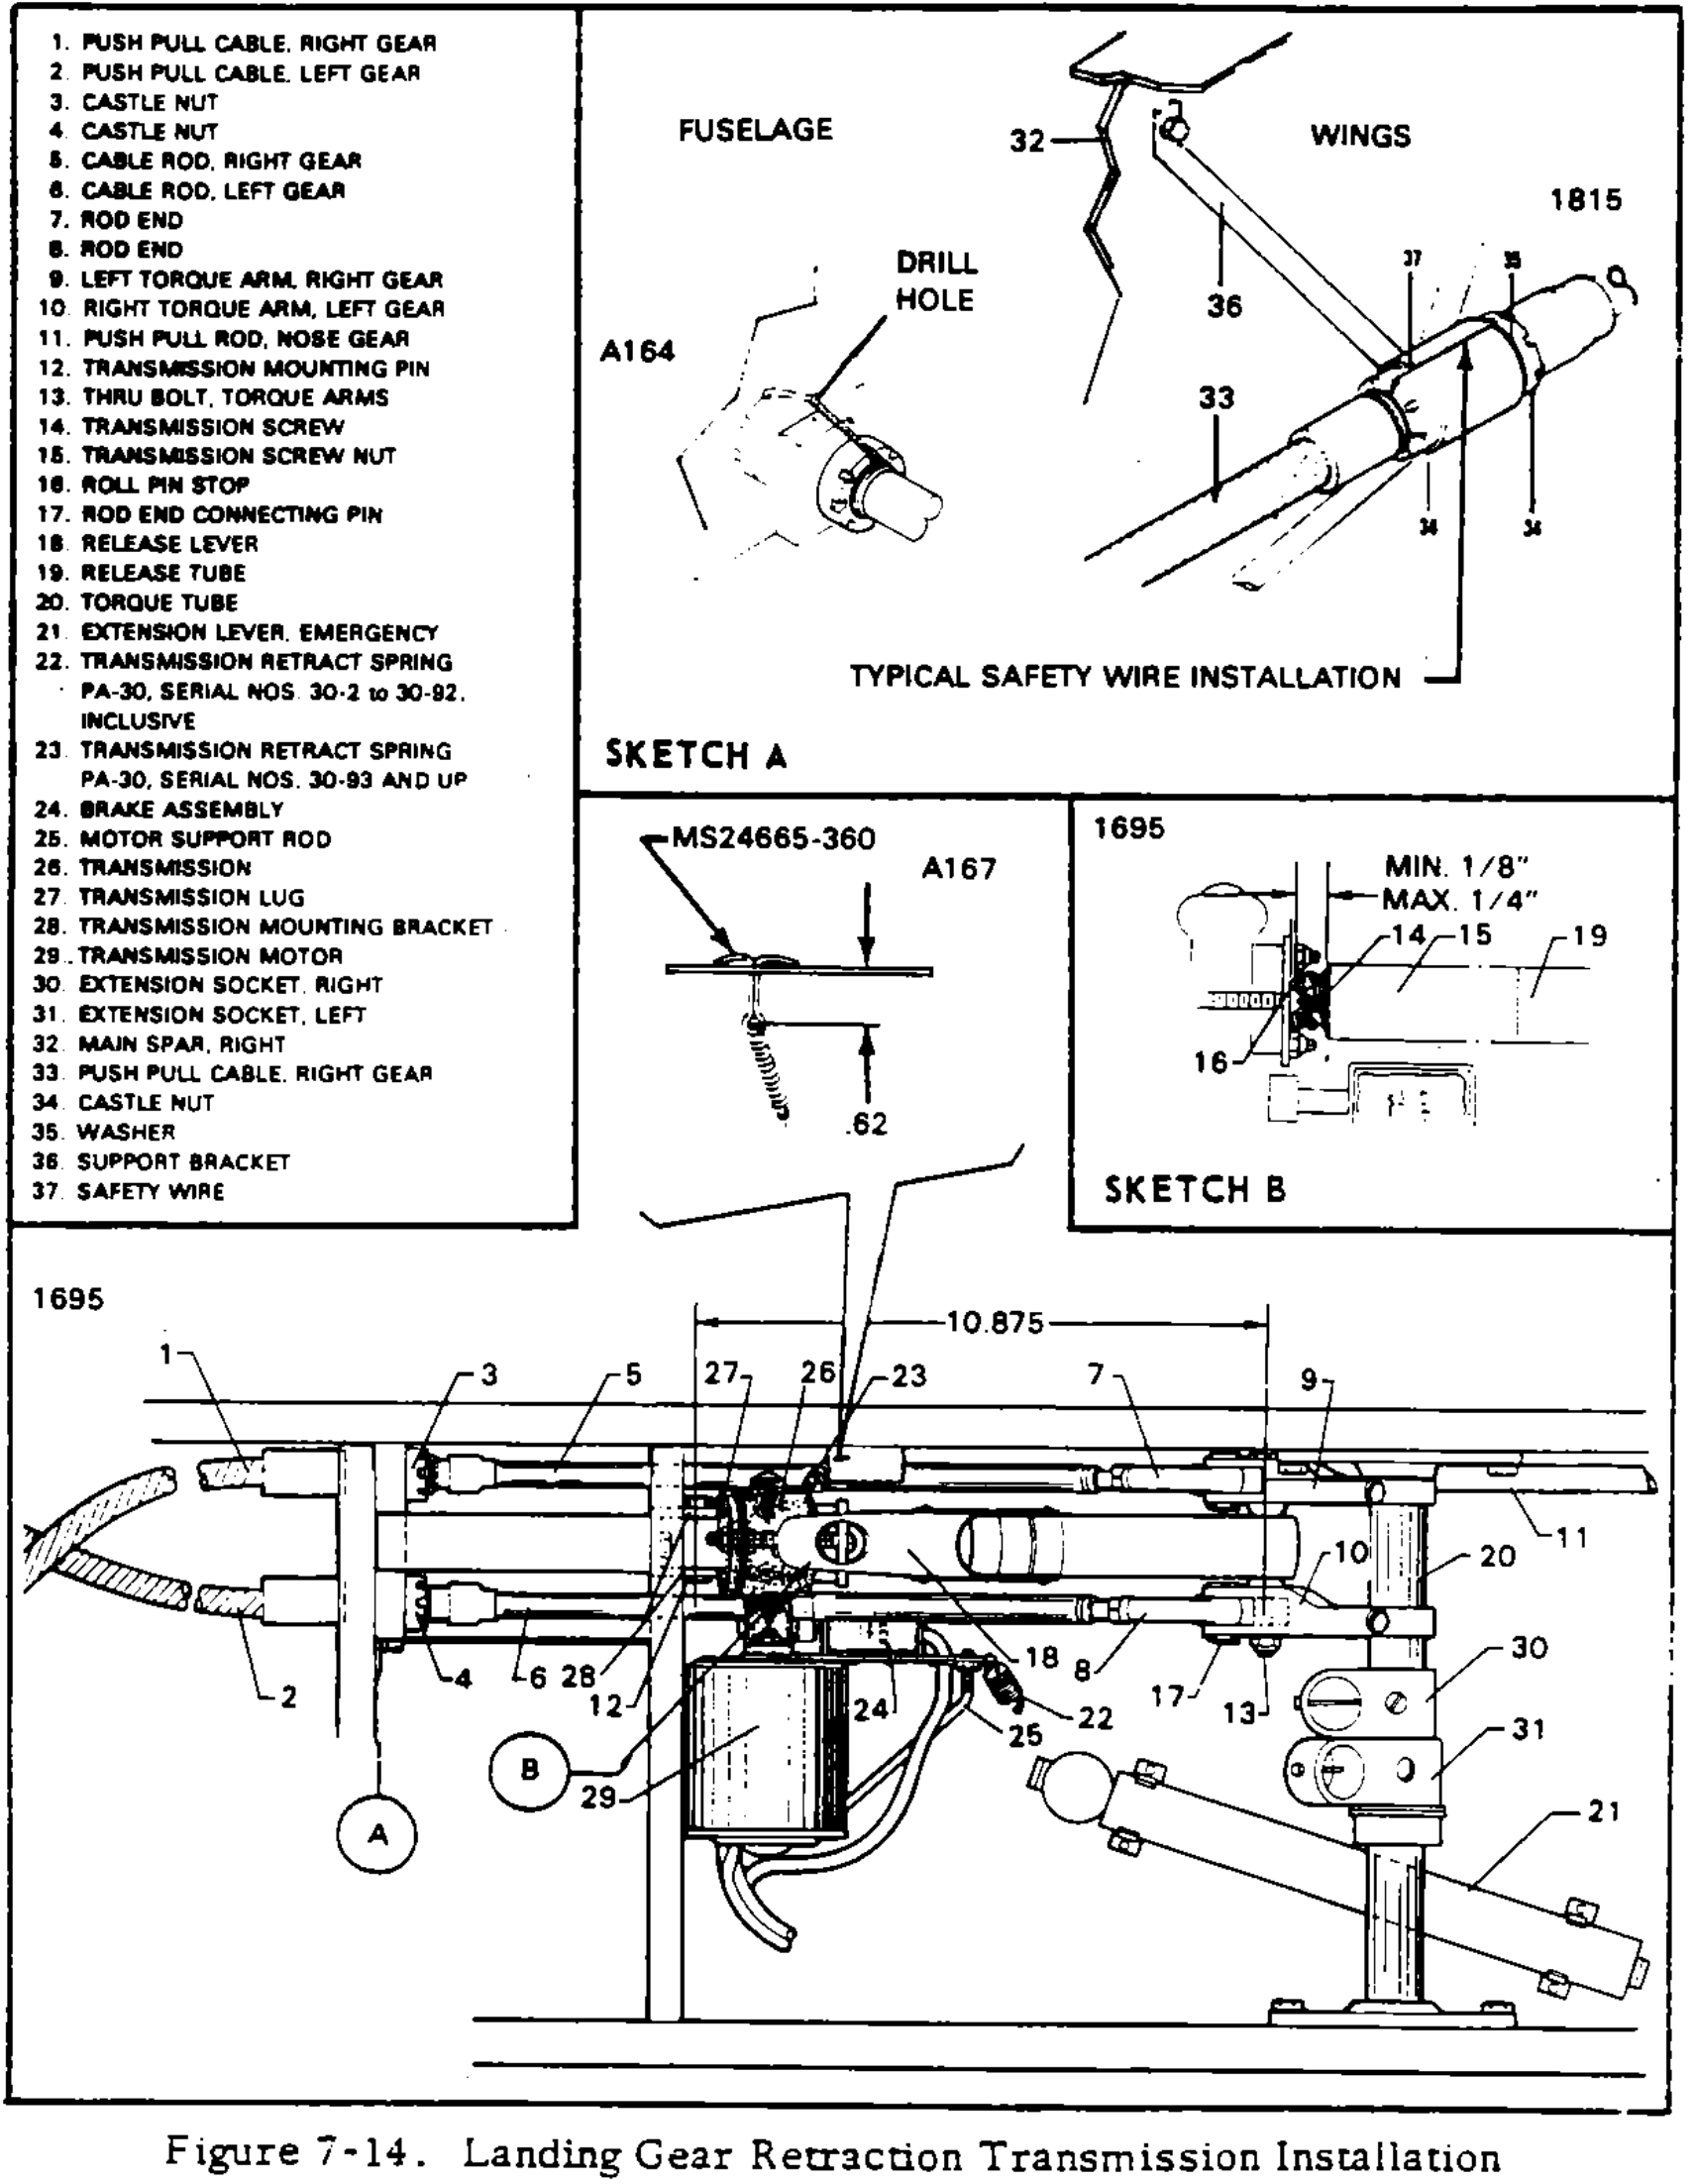 1. PUSH PULL CABLE, RIGHT GEAR
2. PUSH PULL CABLE, LEFT GEAR
3. CASTLE NUT
4. CASTLE NUT
5. CABLE ROD, RIGHT GEAR
6. CABLE ROD, LEFT GEAR
7. ROD END
8. ROD END
9. LEFT TORQUE ARM, RIGHT GEAR
10. RIGHT TORQUE ARM, LEFT GEAR
11. PUSH PULL ROD, NOSE GEAR
12. TRANSMISSION MOUNTING PIN
13. THRU BOLT, TORQUE ARMS
14. TRANSMISSION SCREW
15. TRANSMISSION SCREW NUT
16. ROLL PIN STOP
17. ROD END CONNECTING PIN
18. RELEASE LEVER
19. RELEASE TUBE
20. TORQUE TUBE
21. EXTENSION LEVER, EMERGENCY
22. TRANSMISSION RETRACT SPRING
PA-30, SERIAL NOS. 30-2 to 30-92,
INCLUSIVE
23. TRANSMISSION RETRACT SPRING
PA-30, SERIAL NOS. 30-93 AND UP
24. BRAKE ASSEMBLY
25. MOTOR SUPPORT ROD
26. TRANSMISSION
27. TRANSMISSION LUG
28. TRANSMISSION MOUNTING BRACKET
29. TRANSMISSION MOTOR
30. EXTENSION SOCKET, RIGHT
31. EXTENSION SOCKET, LEFT
32. MAIN SPAR, RIGHT
33. PUSH PULL CABLE, RIGHT GEAR
34. CASTLE NUT
35. WASHER
36. SUPPORT BRACKET
37. SAFETY WIRE
FUSELAGE
32
WINGS
1815
DRILL
HOLE
36
37
35
A164
33
34
34
TYPICAL SAFETY WIRE INSTALLATION
SKETCH A
MS24665-360
A167
.62
1695
MIN. 1/8"
MAX. 1/4"
14
15
19
16
SKETCH B
1695
10.875
1
3
5
27
26
23
7
9
11
10
20
2
4
6
28
12
24
18
8
22
25
17
13
30
31
B
29
A
21
Figure 7-14. Landing Gear Retraction Transmission Installation